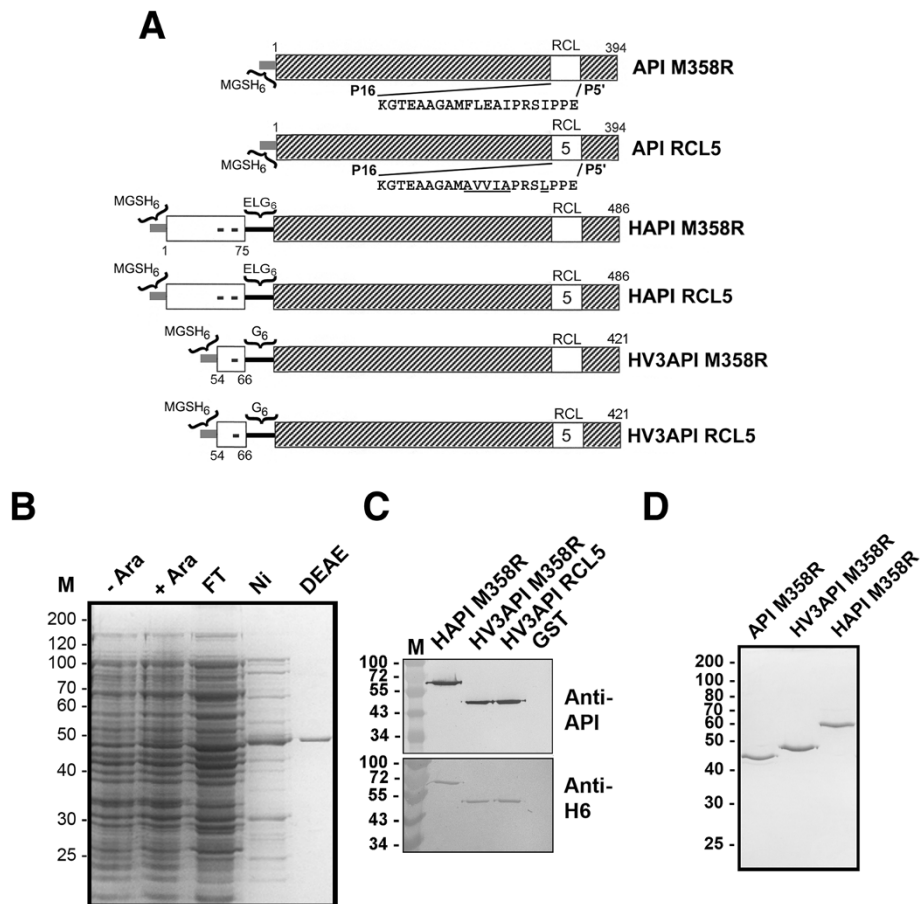 A
RCL
1
394
API M358R
MGSH6
P16
P5'
KGTEAAGAMFLEAIPRSIPPE
RCL
1
394
5
API RCL5
MGSH6
P16
P5'
KGTEAAGAMAVVIAPRSLPPE
MGSH6
ELG6
RCL
486
HAPI M358R
1
75
MGSH6
ELG6
RCL
486
5
HAPI RCL5
MGSH6
G6
RCL
421
HV3API M358R
54
66
MGSH6
G6
RCL
421
5
HV3API RCL5
54
66
B
M
- Ara
+ Ara
FT
Ni
DEAE
200 -
120 -
100 -
70 -
60 -
50 -
40 -
30 -
25 -
C
M
HAPI M358R
HV3API M358R
HV3API RCL5
GST
100 -
72 -
55 -
43 -
34 -
Anti-
API
100 -
72 -
55 -
43 -
34 -
Anti-
H6
D
API M358R
HV3API M358R
HAPI M358R
200 -
100 -
80 -
70 -
60 -
50 -
40 -
30 -
25 -